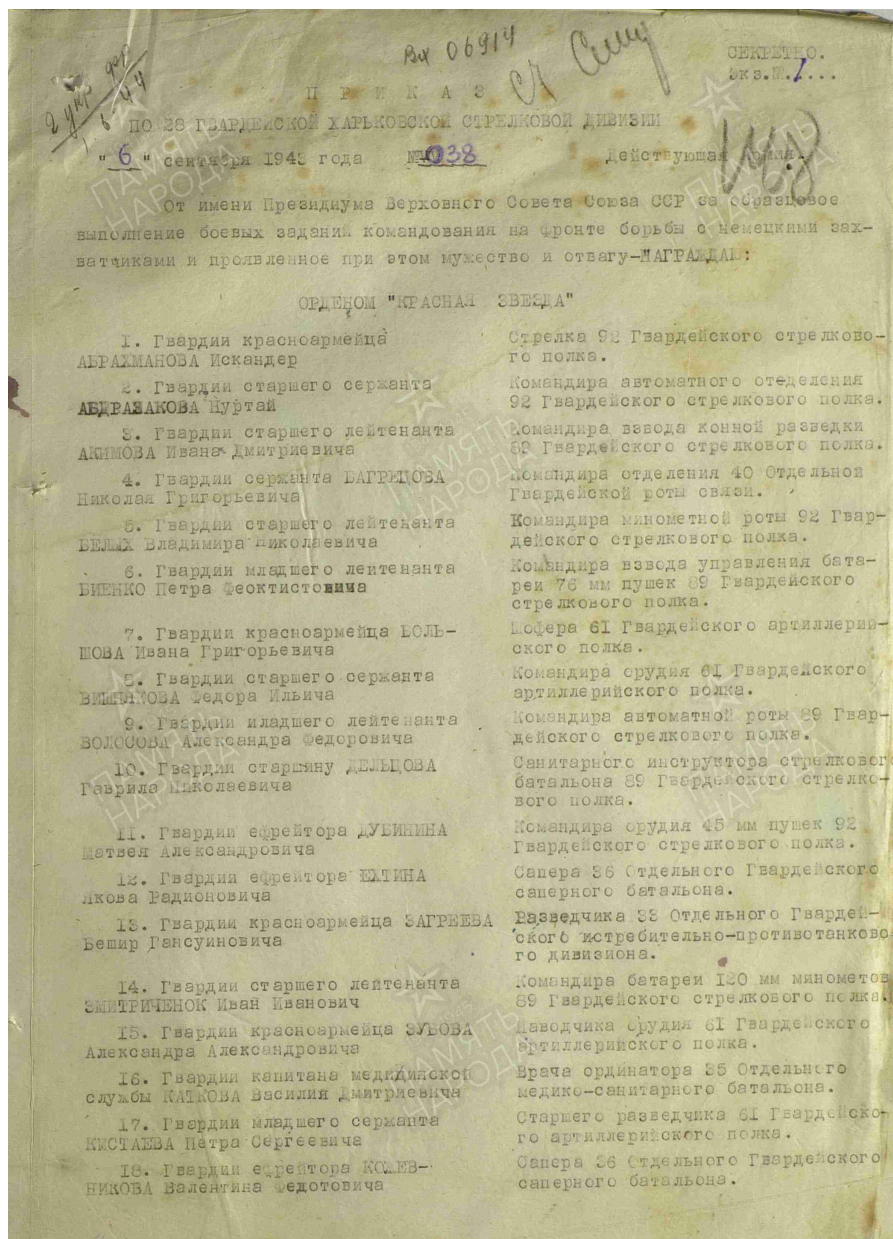 Вх 06914
СЕКРЕТНО.
Экз.№.1...
2 укр фр
П Р И К А З
ПО 28 ГВАРДЕЙСКОЙ ХАРЬКОВСКОЙ СТРЕЛКОВОЙ ДИВИЗИИ
"6" сентября 1943 года №038 Действующая Армия.
От имени Президиума Верховного Совета Союза ССР за образцовое
выполнение боевых заданий командования на фронте борьбы с немецкими зах-
ватчиками и проявленное при этом мужество и отвагу-НАГРАЖДАЮ:
ОРДЕНОМ "КРАСНАЯ ЗВЕЗДА"
1. Гвардии красноармейца Стрелка 92 Гвардейского стрелково-
АБРАХМАНОВА Искандер го полка.
2. Гвардии старшего сержанта Командира автоматного отеделения
АБДРАЗАКОВА Нуртай 92 Гвардейского стрелкового полка.
3. Гвардии старшего лейтенанта Командира взвода конной разведки
АКИМОВА Ивана Дмитриевича 89 Гвардейского стрелкового полка.
4. Гвардии сержанта БАГРЕЦОВА Командира отделения 40 Отдельной
Николая Григорьевича Гвардейской роты связи.
5. Гвардии старшего лейтенанта Командира минометной роты 92 Гвар-
БЕЛЫХ Владимира Николаевича дейского стрелкового полка.
6. Гвардии младшего лейтенанта Командира взвода управления бата-
БИЕНКО Петра Феоктистовича реи 76 мм пушек 89 Гвардейского
стрелкового полка.
7. Гвардии красноармейца БОЛЬ- Шофера 61 Гвардейского артиллерий-
ШОВА Ивана Григорьевича ского полка.
8. Гвардии старшего сержанта Командира орудия 61 Гвардейского
ВИШНЯКОВА Федора Ильича артиллерийского полка.
9. Гвардии иладшего лейтенанта Командира автоматной роты 89 Гвар-
ВОЛОСОВА Александра Федоровича дейского стрелкового полка.
10. Гвардии старшину ДЕЛЬЦОВА Санитарного инструктора стрелкового
Гаврила Николаевича батальона 89 Гвардейского стрелко-
вого полка.
11. Гвардии ефрейтора ДУБИНИНА Командира орудия 45 мм пушек 92
Матвея Александровича Гвардейского стрелкового полка.
12. Гвардии ефрейтора ЕЛТИНА Сапера 36 Отдельного Гвардейского
Якова Радионовича саперного батальона.
13. Гвардии красноармейца ЗАГРЕЕВА Разведчика 33 Отдельного Гвардей-
Бешир Гансуиновича ского истребительно-противотанково-
го дивизиона.
14. Гвардии старшего лейтенанта Командира батареи 120 мм минометов
ЗМИТРИЧЕНОК Иван Иванович 89 Гвардейского стрелкового полка.
15. Гвардии красноармейца ЗУБОВА Наводчика орудия 61 Гвардейского
Александра Александровича артиллерийского полка.
16. Гвардии капитана медицинской Врача ординатора 35 Отдельного
службы КАТКОВА Василия Дмитриевича медико-санитарного батальона.
17. Гвардии младшего сержанта Старшего разведчика 61 Гвардейско-
КИСТАЕВА Петра Сергеевича го артиллерийского полка.
18. Гвардии ефрейтора КОЖЕВ- Сапера 36 Отдельного Гвардейского
НИКОВА Валентина Федотовича саперного батальона.
ПАМЯТЬ НАРОДА